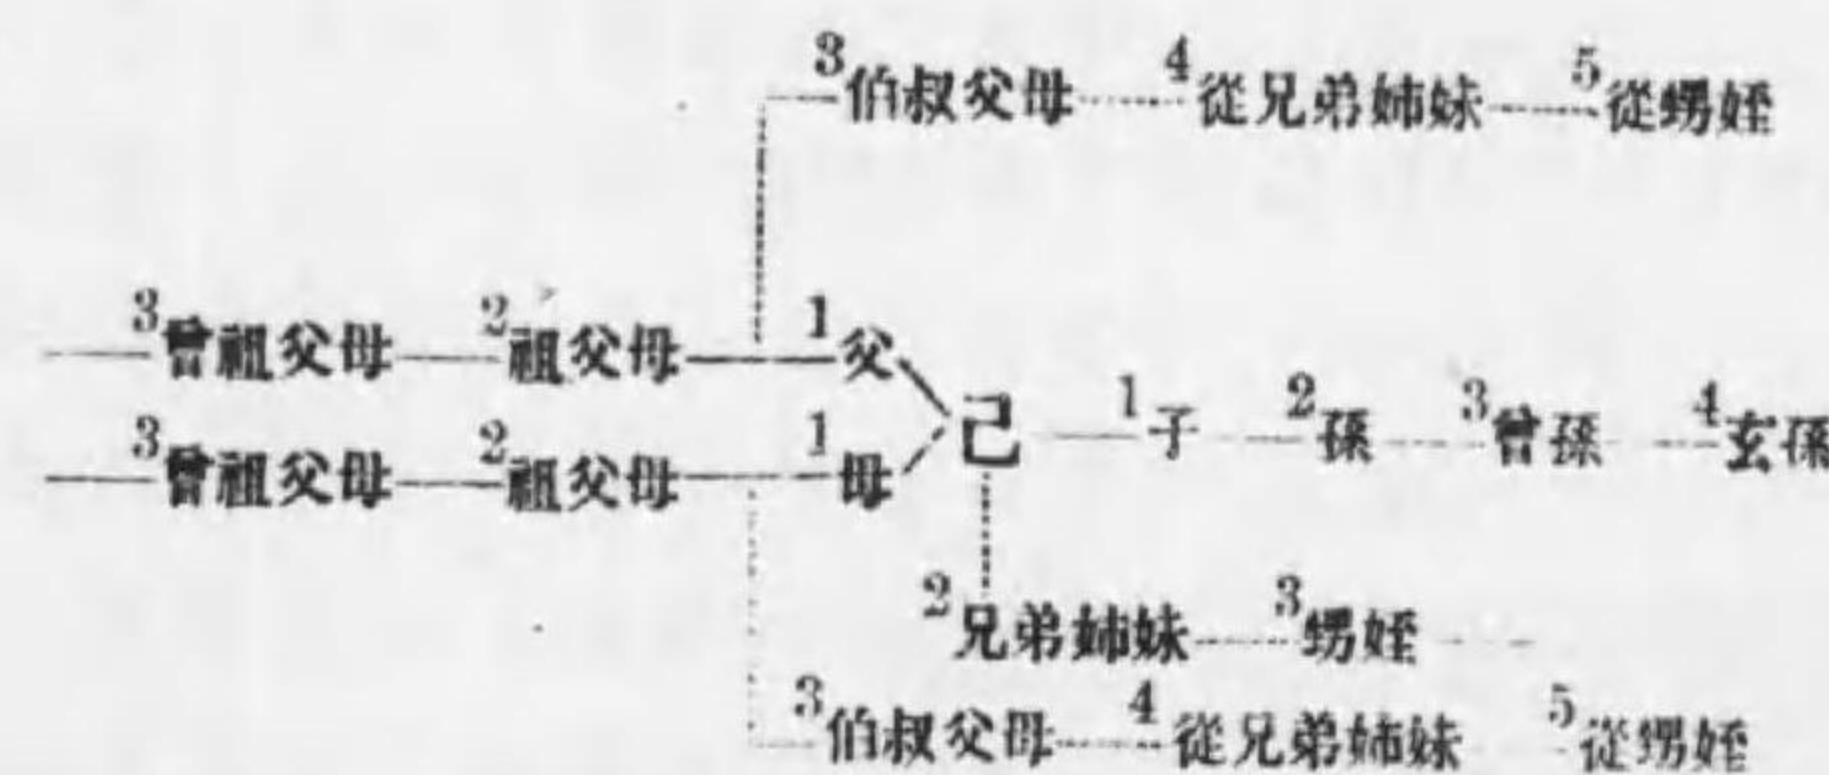 3伯叔父母 4從兄弟姉妹 5從甥姪
3曾祖父母 2祖父母 1父
己 1子 2孫 3曾孫 4玄孫
3曾祖父母 2祖父母 1母
2兄弟姉妹 3甥姪
3伯叔父母 4從兄弟姉妹 5從甥姪